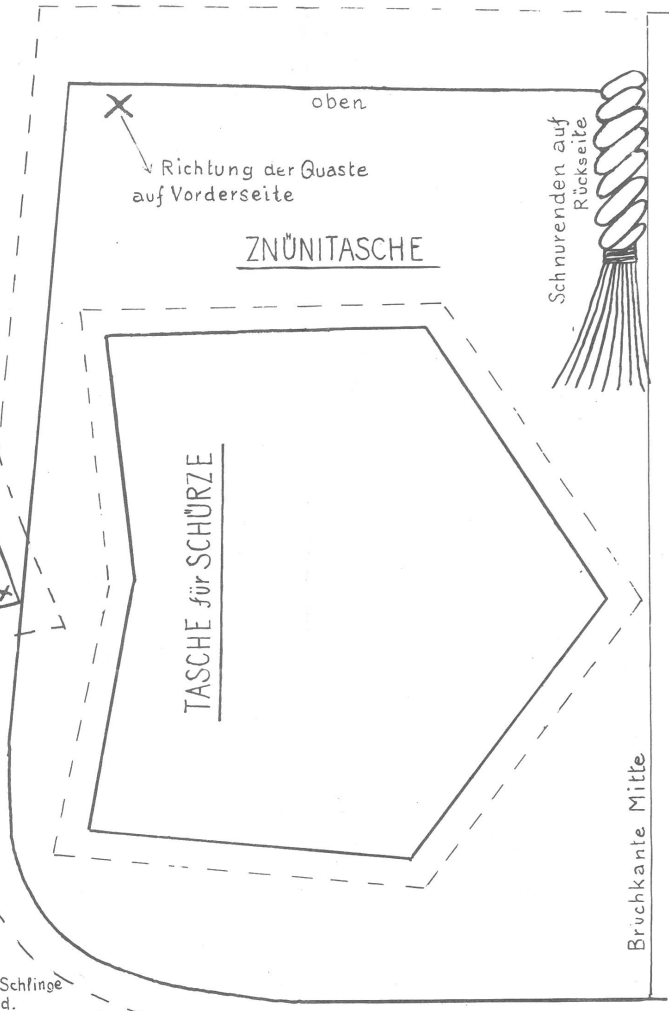 oben
Richtung der Quaste
auf Vorderseite
Schnurenden auf
Rückseite
ZNÜNITASCHE
TASCHE für SCHÜRZE
Bruchkante Mitte
Schlinge
d.